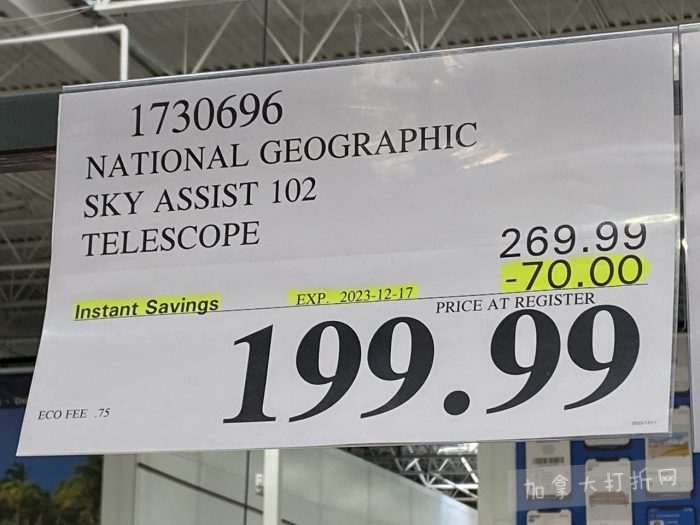 1730696
NATIONAL GEOGRAPHIC
SKY ASSIST 102
TELESCOPE
269.99
-70.00
Instant Savings EXP. 2023-12-17
PRICE AT REGISTER
199.99
ECO FEE .75
加拿大打折网